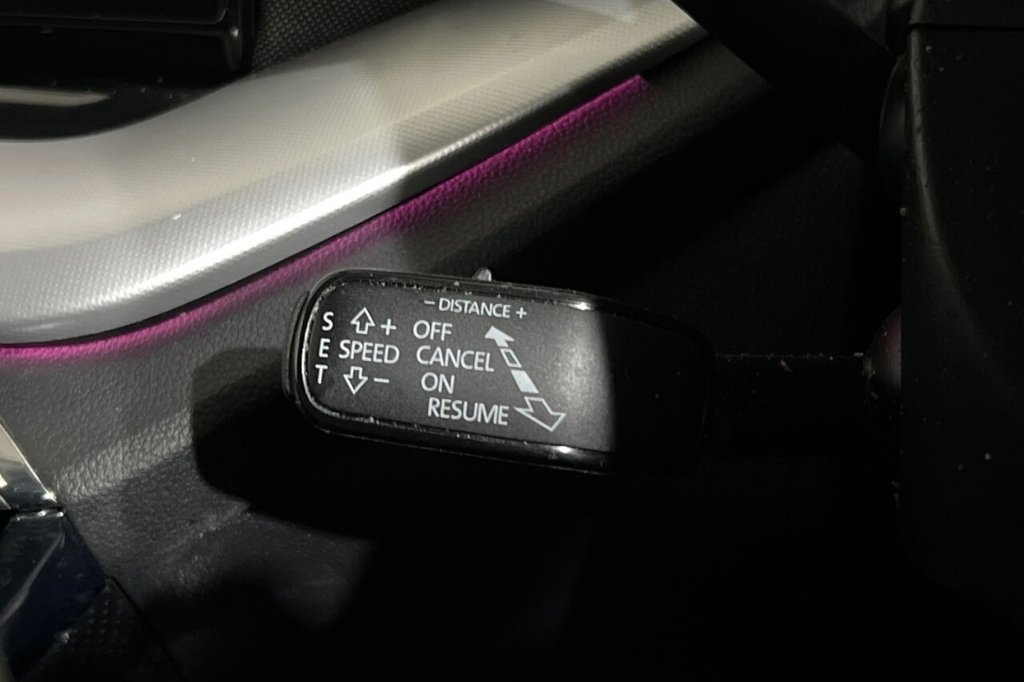 − DISTANCE +
S + OFF
E SPEED CANCEL
T − ON
RESUME